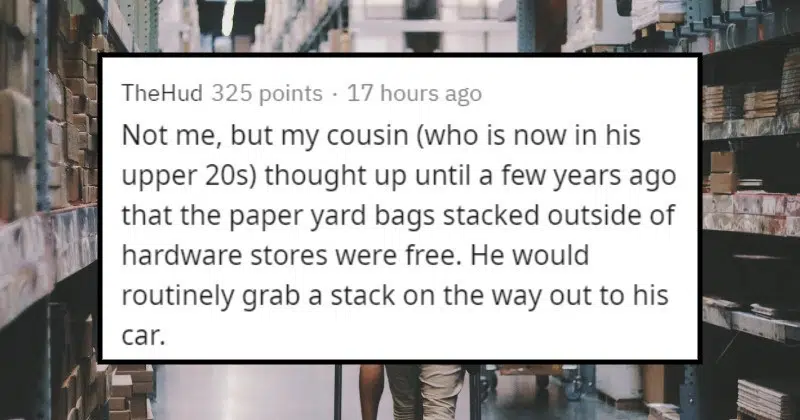 TheHud 325 points · 17 hours ago
Not me, but my cousin (who is now in his
upper 20s) thought up until a few years ago
that the paper yard bags stacked outside of
hardware stores were free. He would
routinely grab a stack on the way out to his
car.